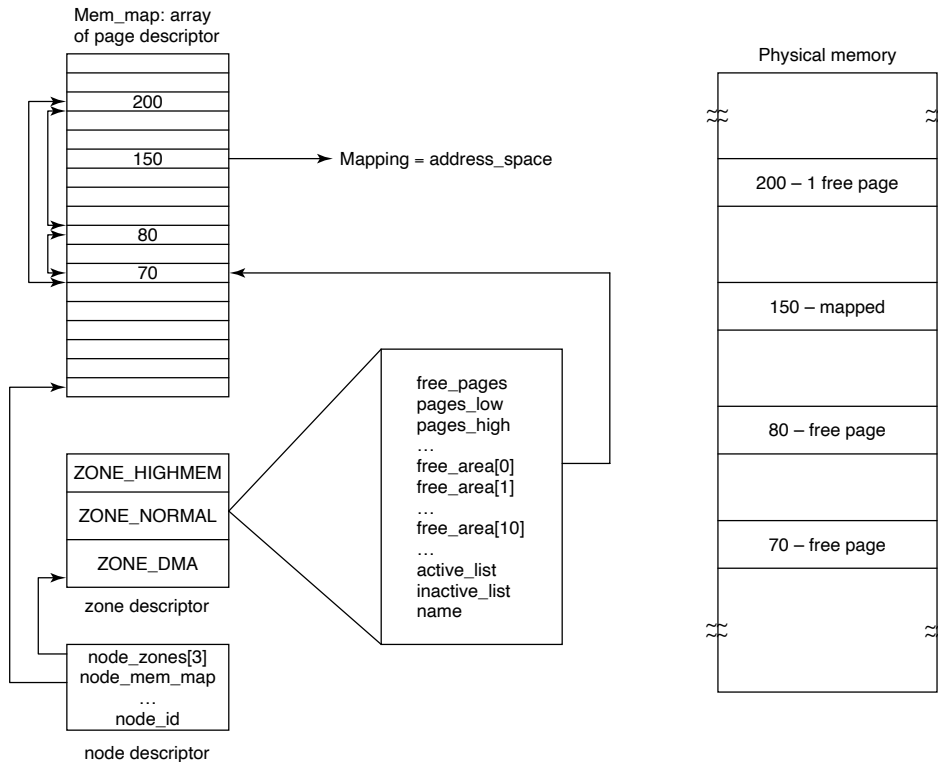 Mem_map: array
of page descriptor
200
150
80
70
Mapping = address_space
Physical memory
200 – 1 free page
150 – mapped
80 – free page
70 – free page
free_pages
pages_low
pages_high
…
free_area[0]
free_area[1]
…
free_area[10]
…
active_list
inactive_list
name
ZONE_HIGHMEM
ZONE_NORMAL
ZONE_DMA
zone descriptor
node_zones[3]
node_mem_map
…
node_id
node descriptor